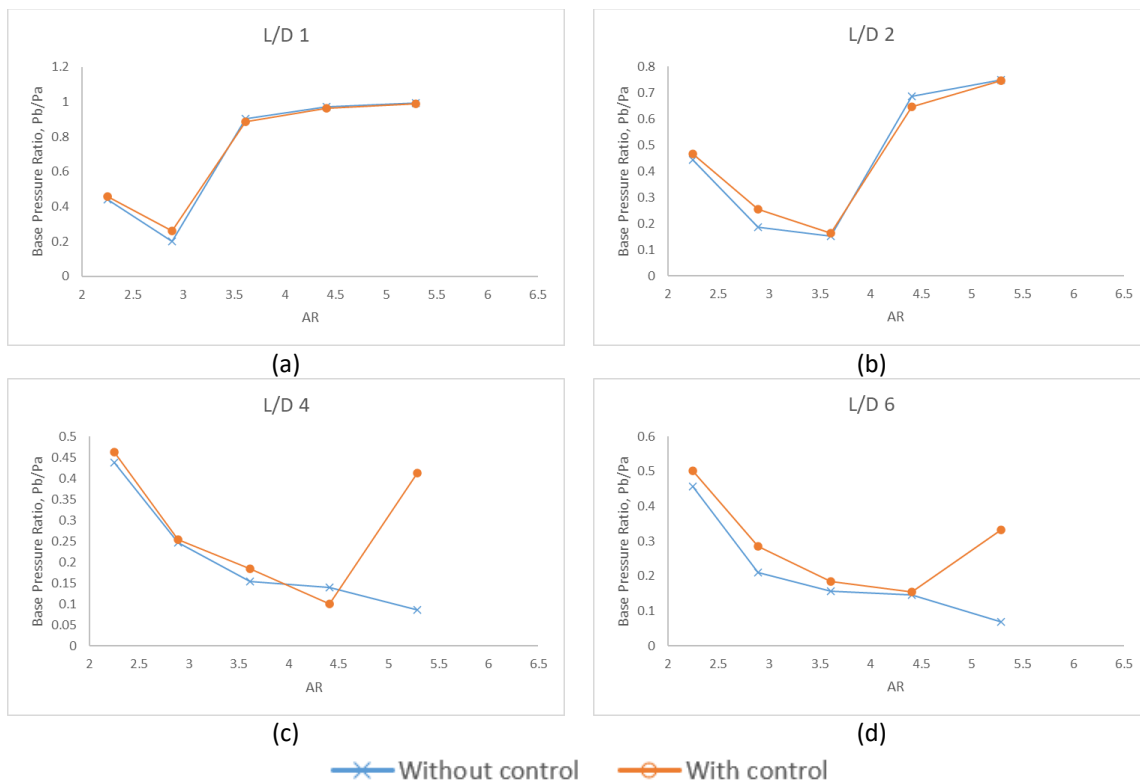 L/D 1
Base Pressure Ratio, Pb/Pa
1.2
1
0.8
0.6
0.4
0.2
0
2 2.5 3 3.5 4 4.5 5 5.5 6 6.5
AR
(a)
L/D 2
Base Pressure Ratio, Pb/Pa
0.8
0.7
0.6
0.5
0.4
0.3
0.2
0.1
0
2 2.5 3 3.5 4 4.5 5 5.5 6 6.5
AR
(b)
L/D 4
Base Pressure Ratio, Pb/Pa
0.5
0.45
0.4
0.35
0.3
0.25
0.2
0.15
0.1
0.05
0
2 2.5 3 3.5 4 4.5 5 5.5 6 6.5
AR
(c)
L/D 6
Base Pressure Ratio, Pb/Pa
0.6
0.5
0.4
0.3
0.2
0.1
0
2 2.5 3 3.5 4 4.5 5 5.5 6 6.5
AR
(d)
Without control With control